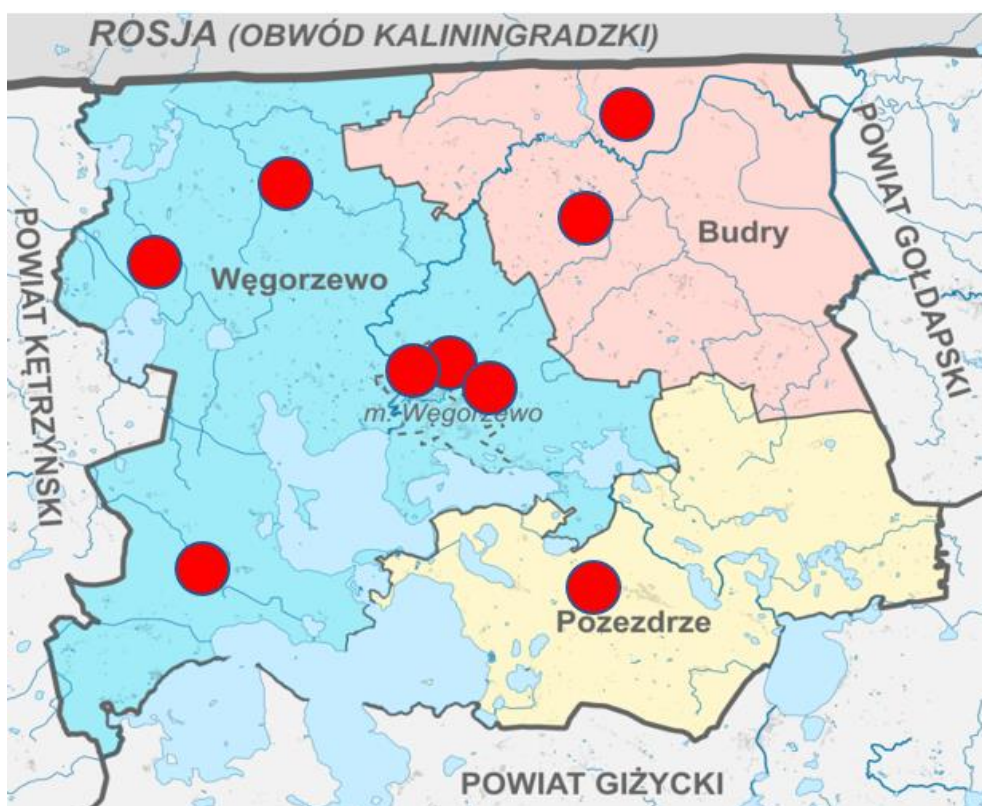 ROSJA (OBWÓD KALININGRADZKI)
POWIAT GOŁDAPSKI
Budry
POWIAT KĘTRZYŃSKI
Węgorzewo
m. Węgorzewo
Pozezdrze
POWIAT GIŻYCKI